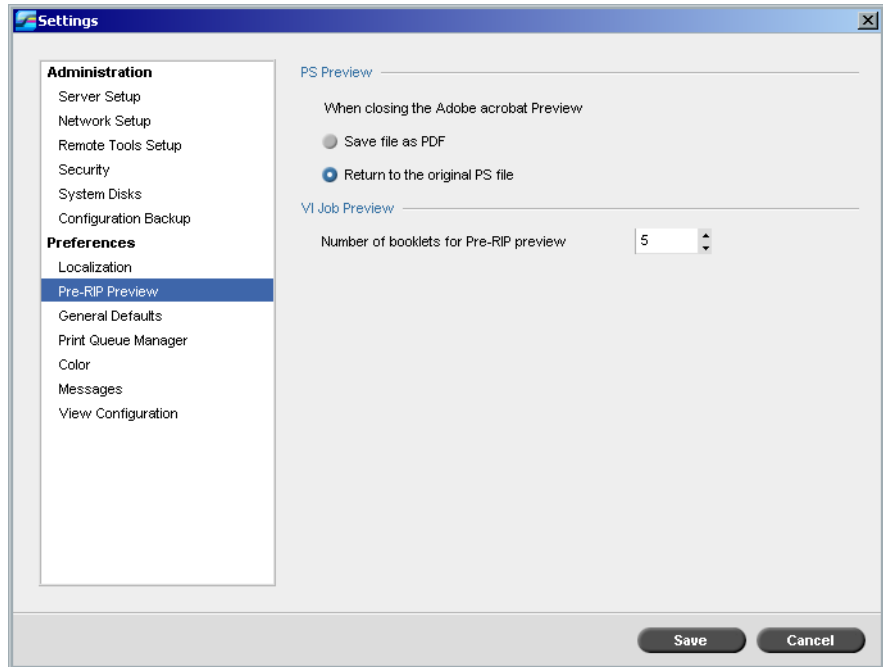 Settings
Administration
Server Setup
Network Setup
Remote Tools Setup
Security
System Disks
Configuration Backup
Preferences
Localization
Pre-RIP Preview
General Defaults
Print Queue Manager
Color
Messages
View Configuration
PS Preview
When closing the Adobe acrobat Preview
Save file as PDF
Return to the original PS file
VI Job Preview
Number of booklets for Pre-RIP preview 5
Save Cancel